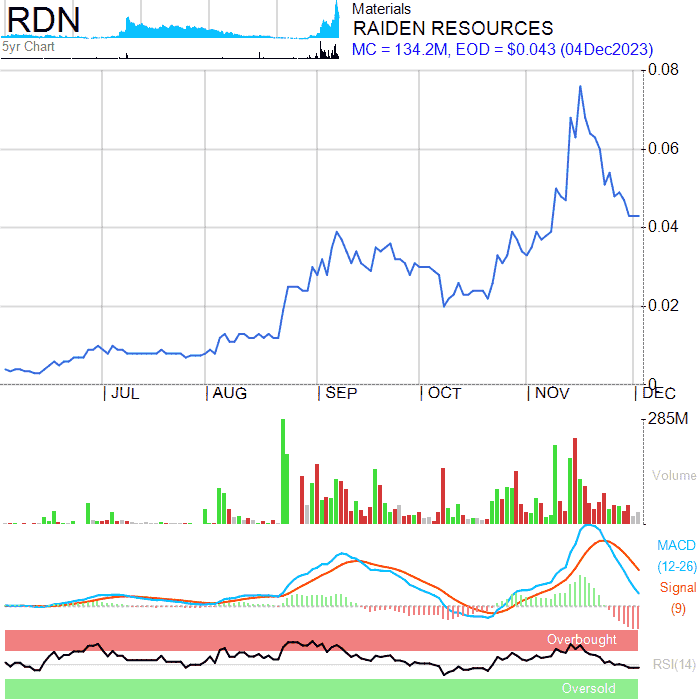 RDN
5yr Chart
Materials
RAIDEN RESOURCES
MC = 134.2M, EOD = $0.043 (04Dec2023)
0.08
0.06
0.04
0.02
0
| JUL | AUG | SEP | OCT | NOV | DEC
285M
Volume
MACD
(12-26)
Signal
(9)
Overbought
RSI(14)
Oversold